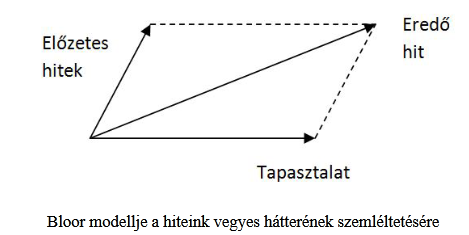 Előzetes
hitek
Eredő
hit
Tapasztalat
Bloor modellje a hiteink vegyes hátterének szemléltetésére